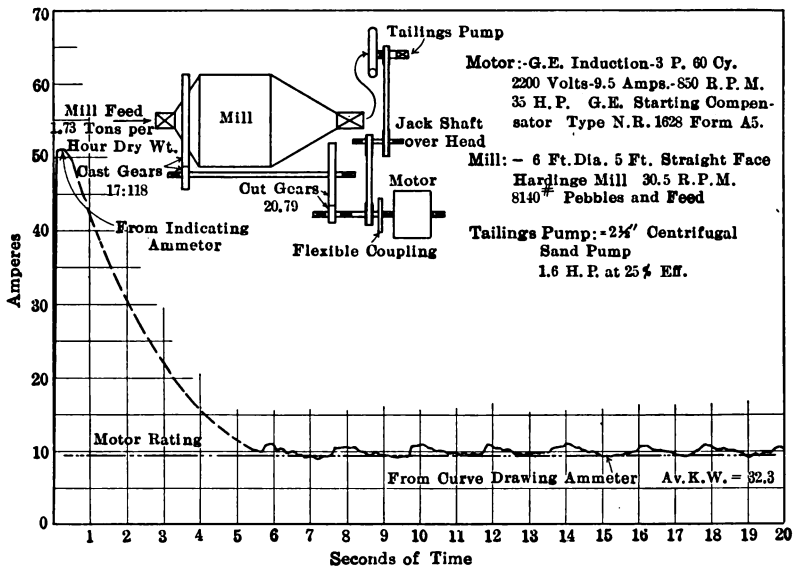 Tailings Pump
Motor:-G.E. Induction-3 P. 60 Cy.
2200 Volts-9.5 Amps.-850 R.P.M.
35 H.P. G.E. Starting Compen-
sator Type N.R. 1628 Form A5.
Mill Feed
1.73 Tons per
Hour Dry Wt.
Mill
Jack Shaft
over Head
Cast Gears
17:118
Cut Gears
20.79
Motor
Mill: - 6 Ft.Dia. 5 Ft. Straight Face
Hardinge Mill 30.5 R.P.M.
8140# Pebbles and Feed
From Indicating
Ammetor
Flexible Coupling
Tailings Pump:= 2½" Centrifugal
Sand Pump
1.6 H.P. at 25% Eff.
Amperes
70
60
50
40
30
20
10
0
Motor Rating
From Curve Drawing Ammeter Av.K.W. = 32.3
1 2 3 4 5 6 7 8 9 10 11 12 13 14 15 16 17 18 19 20
Seconds of Time